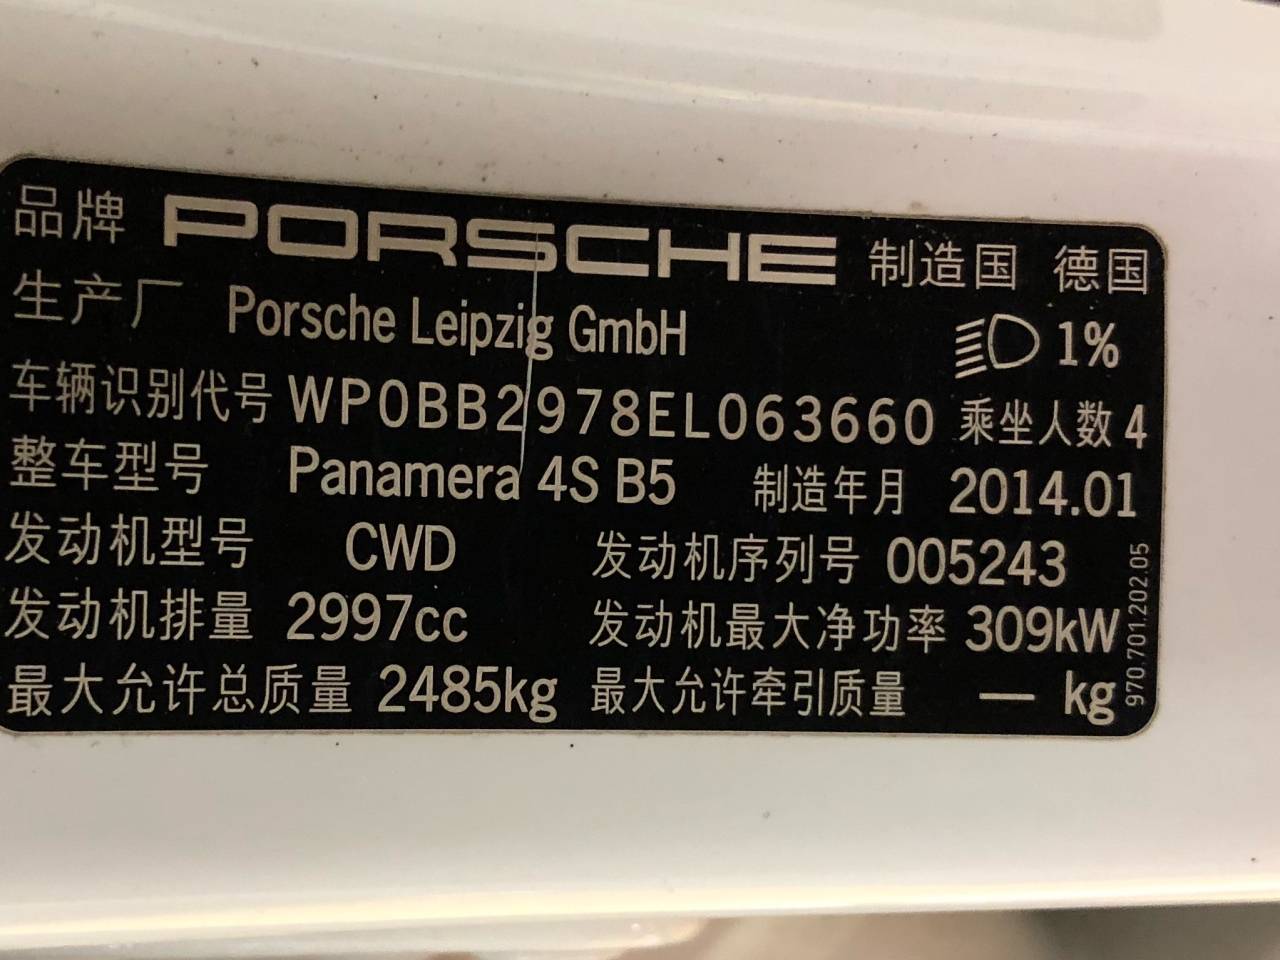 品牌 PORSCHE 制造国 德国
生产厂 Porsche Leipzig GmbH 1%
车辆识别代号 WP0BB2978EL063660 乘坐人数 4
整车型号 Panamera 4S B5 制造年月 2014.01
发动机型号 CWD 发动机序列号 005243
发动机排量 2997cc 发动机最大净功率 309kW
最大允许总质量 2485kg 最大允许牵引质量 — kg
970.701.202.05